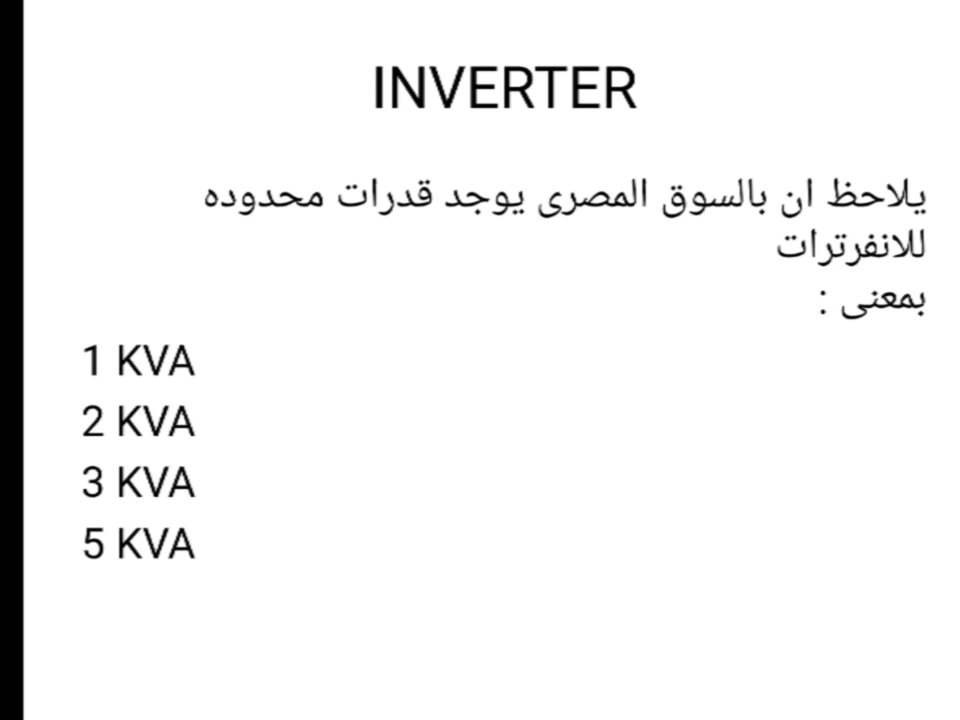 INVERTER
يلاحظ ان بالسوق المصرى يوجد قدرات محدوده
للانفرترات
بمعنى :
1 KVA
2 KVA
3 KVA
5 KVA